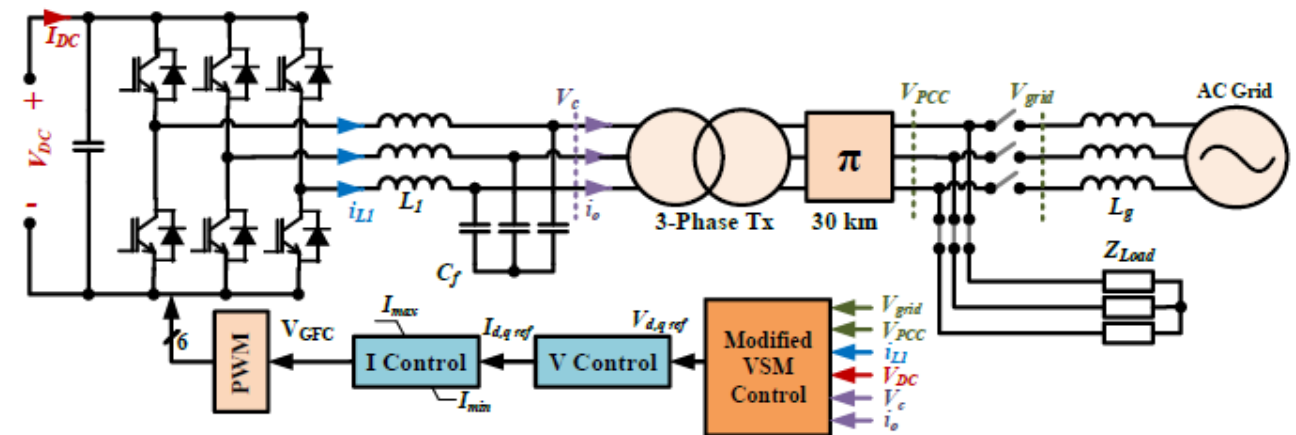 I_DC
+
V_DC
-
i_L1
L_1
C_f
V_c
i_o
3-Phase Tx
π
30 km
V_PCC
V_grid
L_g
AC Grid
Z_Load
6
PWM
V_GFC
I_max
I Control
I_min
I_d,q ref
V Control
V_d,q ref
Modified
VSM
Control
V_grid
V_PCC
i_L1
V_DC
V_c
i_o